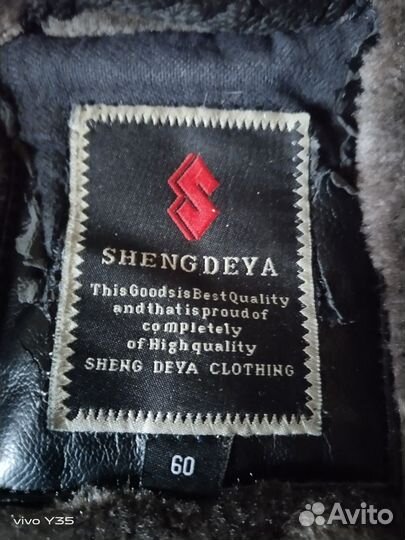 SHENGDEYA
ThisGoodsisBestQuality
andthatisproudof
completely
ofHighquality
SHENG DEYA CLOTHING
60
vivo Y35
Avito